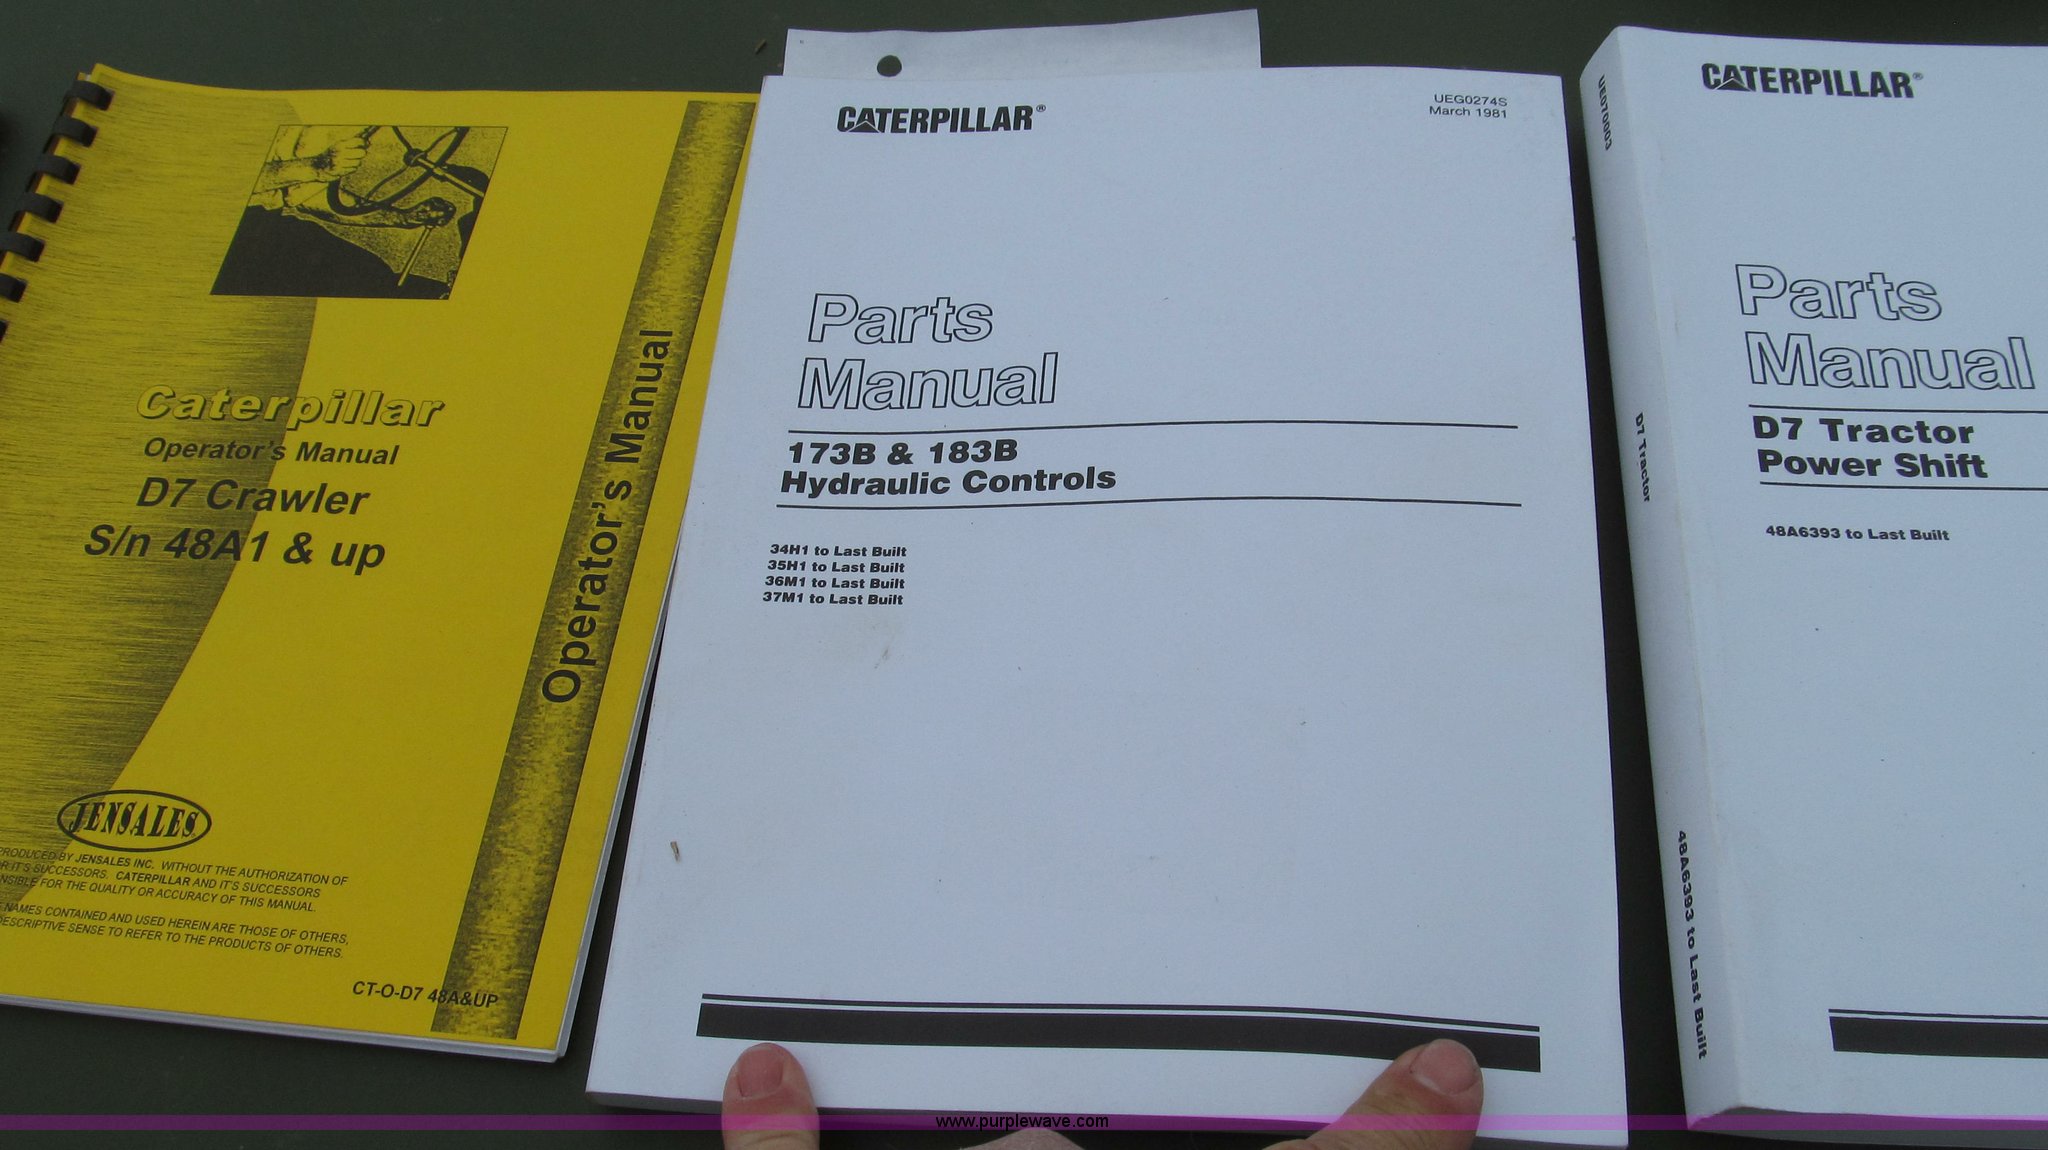 Caterpillar
Operator's Manual
D7 Crawler
S/n 48A1 & up
Operator's Manual
JENSALES
BY JENSALES INC. WITHOUT THE AUTHORIZATION OF
IT'S SUCCESSORS. CATERPILLAR AND IT'S SUCCESSORS
FOR THE QUALITY OR ACCURACY OF THIS MANUAL.
NAMES CONTAINED AND USED HEREIN ARE THOSE OF OTHERS,
DESCRIPTIVE SENSE TO REFER TO THE PRODUCTS OF OTHERS.
CT-O-D7 48A&UP
CATERPILLAR®
UEG0274S
March 1981
Parts
Manual
173B & 183B
Hydraulic Controls
34H1 to Last Built
35H1 to Last Built
36M1 to Last Built
37M1 to Last Built
D7 Tractor
48A6393 to Last Built
CATERPILLAR®
Parts
Manual
D7 Tractor
Power Shift
48A6393 to Last Built
www.purplewave.com